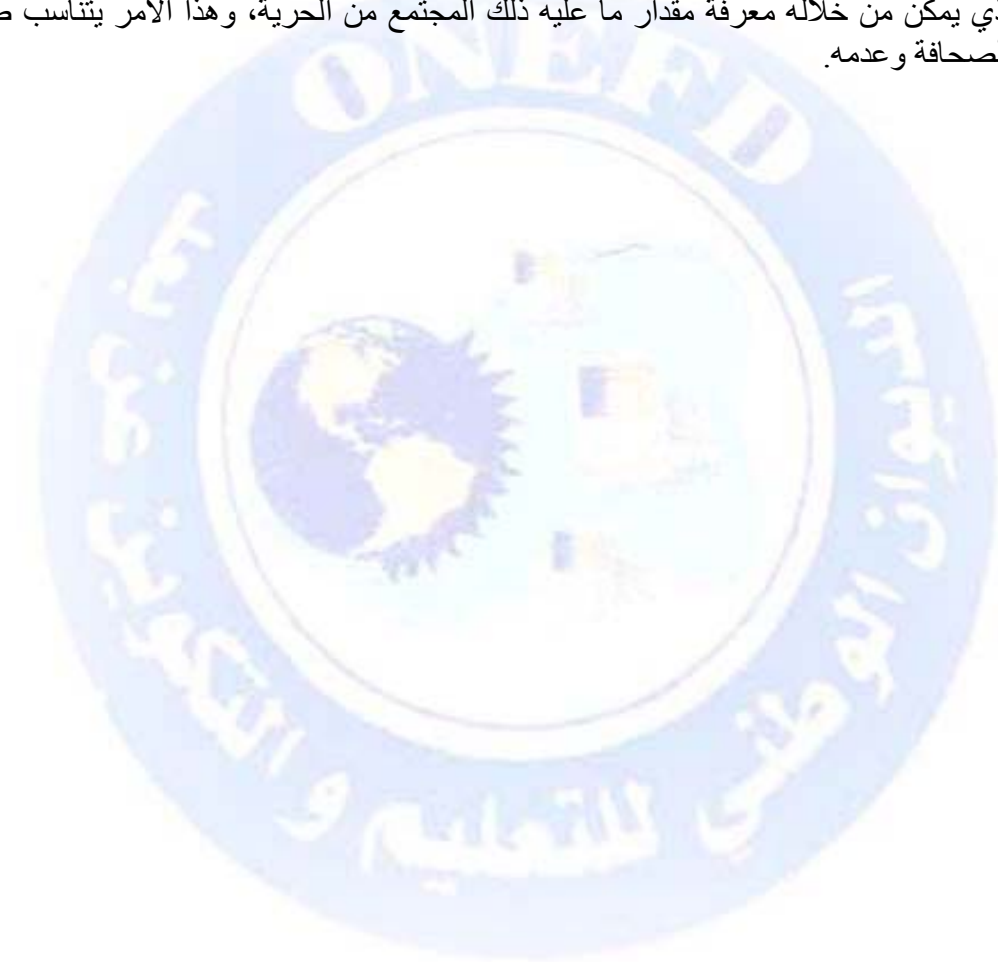 ذي يمكن من خلاله معرفة مقدار ما عليه ذلك المجتمع من الحرية، وهذا الأمر يتناسب
صحافة وعدمه.
ONEFD
الديوان الوطني للتعليم و التكوين عن بعد